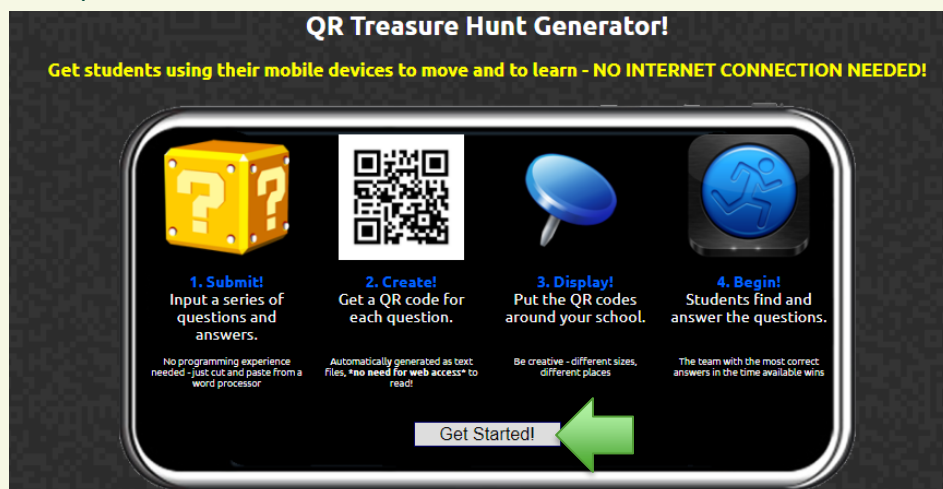 QR Treasure Hunt Generator!
Get students using their mobile devices to move and to learn - NO INTERNET CONNECTION NEEDED!
1. Submit!
Input a series of
questions and
answers.
No programming experience
needed - just cut and paste from a
word processor
2. Create!
Get a QR code for
each question.
Automatically generated as text
files, *no need for web access* to
read!
3. Display!
Put the QR codes
around your school.
Be creative - different sizes,
different places
4. Begin!
Students find and
answer the questions.
The team with the most correct
answers in the time available wins
Get Started!